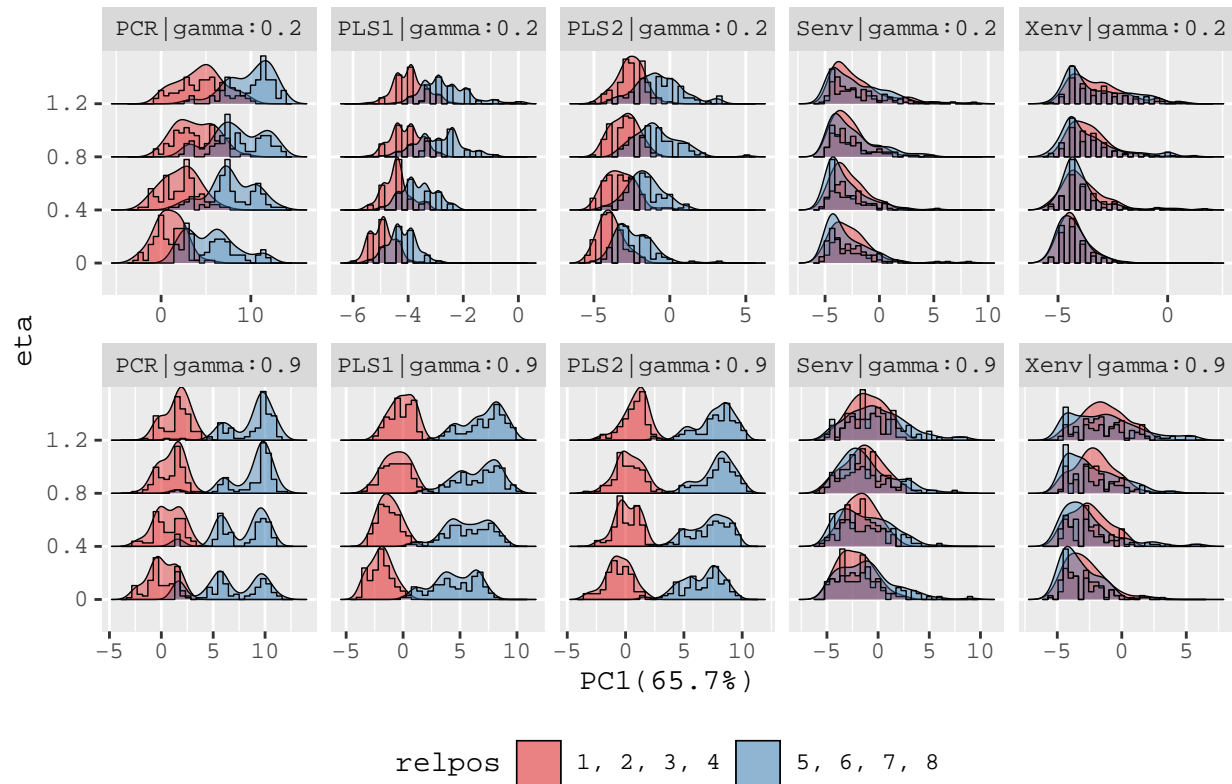 PCR|gamma:0.2 PLS1|gamma:0.2 PLS2|gamma:0.2 Senv|gamma:0.2 Xenv|gamma:0.2
1.2
0.8
0.4
0
0 10 −6 −4 −2 0 −5 0 5 −5 0 5 10 −5 0
eta
PCR|gamma:0.9 PLS1|gamma:0.9 PLS2|gamma:0.9 Senv|gamma:0.9 Xenv|gamma:0.9
1.2
0.8
0.4
0
−5 0 5 10 −5 0 5 10 −5 0 5 10 −5 0 5 10 −5 0 5
PC1(65.7%)
relpos 1, 2, 3, 4 5, 6, 7, 8